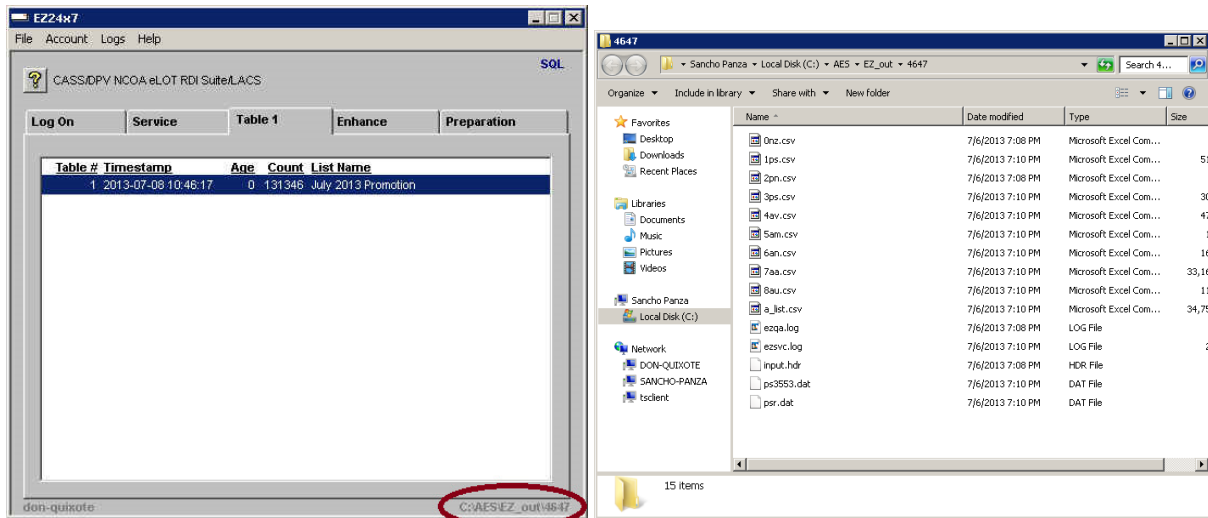 EZ24x7
File Account Logs Help
SQL
CASS/DPV NCOA eLOT RDI Suite/LACS
Log On Service Table 1 Enhance Preparation
Table # Timestamp Age Count List Name
1 2013-07-08 10:46:17 0 131346 July 2013 Promotion
don-quixote C:\AES\EZ_out\4647
4647
Sancho Panza Local Disk (C:) AES EZ_out 4647 Search 4...
Organize Include in library Share with New folder
Favorites
Desktop
Downloads
Recent Places
Libraries
Documents
Music
Pictures
Videos
Sancho Panza
Local Disk (C:)
Network
DON-QUIXOTE
SANCHO-PANZA
tsclient
Name Date modified Type Size
0nz.csv 7/6/2013 7:08 PM Microsoft Excel Com...
1ps.csv 7/6/2013 7:10 PM Microsoft Excel Com... 51
2pn.csv 7/6/2013 7:08 PM Microsoft Excel Com...
3ps.csv 7/6/2013 7:10 PM Microsoft Excel Com... 30
4av.csv 7/6/2013 7:10 PM Microsoft Excel Com... 47
5am.csv 7/6/2013 7:10 PM Microsoft Excel Com... 1
6an.csv 7/6/2013 7:10 PM Microsoft Excel Com... 16
7aa.csv 7/6/2013 7:10 PM Microsoft Excel Com... 33,16
8au.csv 7/6/2013 7:10 PM Microsoft Excel Com... 11
a_list.csv 7/6/2013 7:10 PM Microsoft Excel Com... 34,75
ezqa.log 7/6/2013 7:08 PM LOG File
ezsvc.log 7/6/2013 7:10 PM LOG File 2
input.hdr 7/6/2013 7:08 PM HDR File
ps3553.dat 7/6/2013 7:10 PM DAT File
psr.dat 7/6/2013 7:10 PM DAT File
15 items